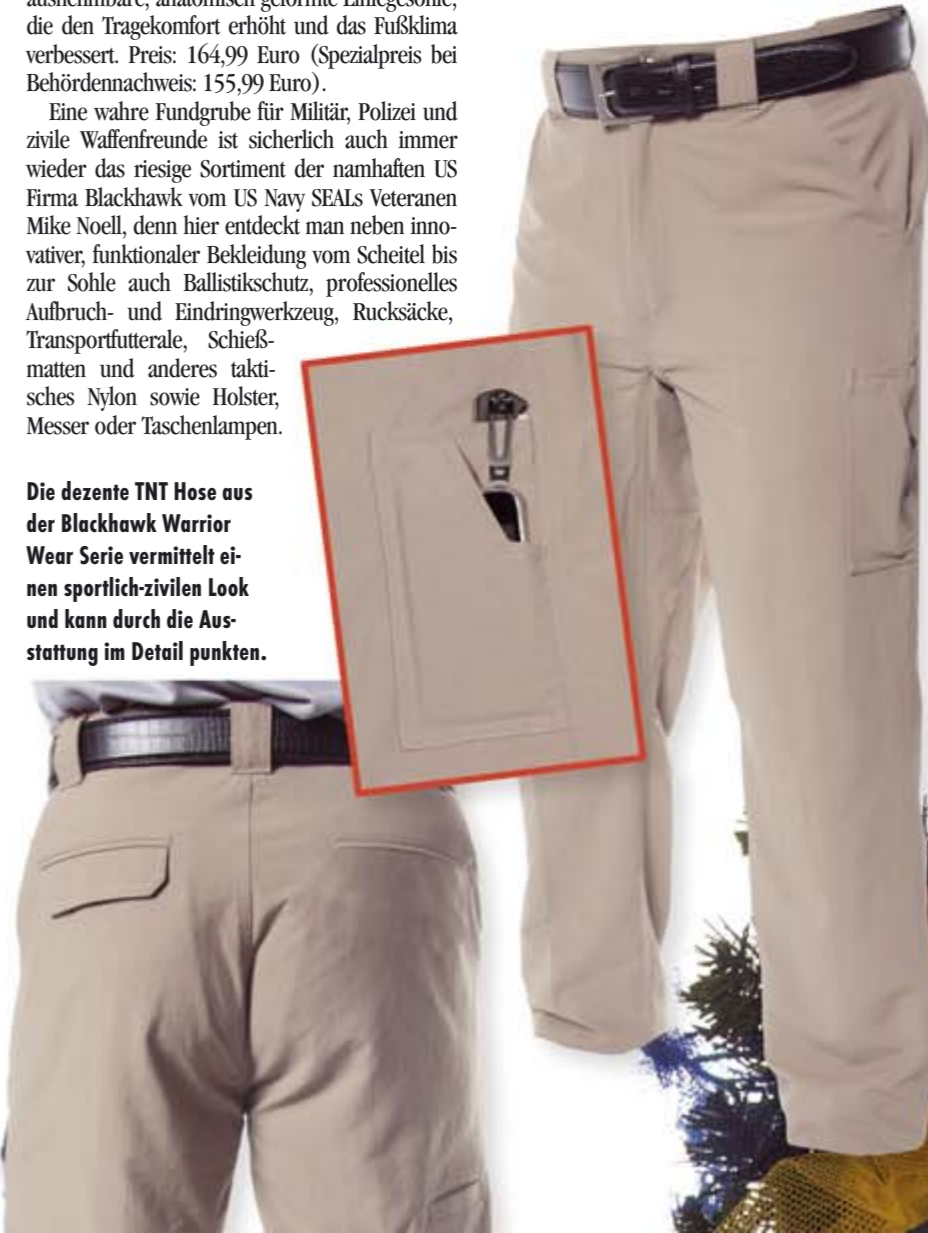 ausnehmbare, anatomisch geformte Einlegesohle,
die den Tragekomfort erhöht und das Fußklima
verbessert. Preis: 164,99 Euro (Spezialpreis bei
Behördennachweis: 155,99 Euro).
Eine wahre Fundgrube für Militär, Polizei und
zivile Waffenfreunde ist sicherlich auch immer
wieder das riesige Sortiment der namhaften US
Firma Blackhawk vom US Navy SEALs Veteranen
Mike Noell, denn hier entdeckt man neben inno-
vativer, funktionaler Bekleidung vom Scheitel bis
zur Sohle auch Ballistikschutz, professionelles
Aufbruch- und Eindringwerkzeug, Rucksäcke,
Transportfutterale, Schieß-
matten und anderes takti-
sches Nylon sowie Holster,
Messer oder Taschenlampen.
Die dezente TNT Hose aus
der Blackhawk Warrior
Wear Serie vermittelt ei-
nen sportlich-zivilen Look
und kann durch die Aus-
stattung im Detail punkten.